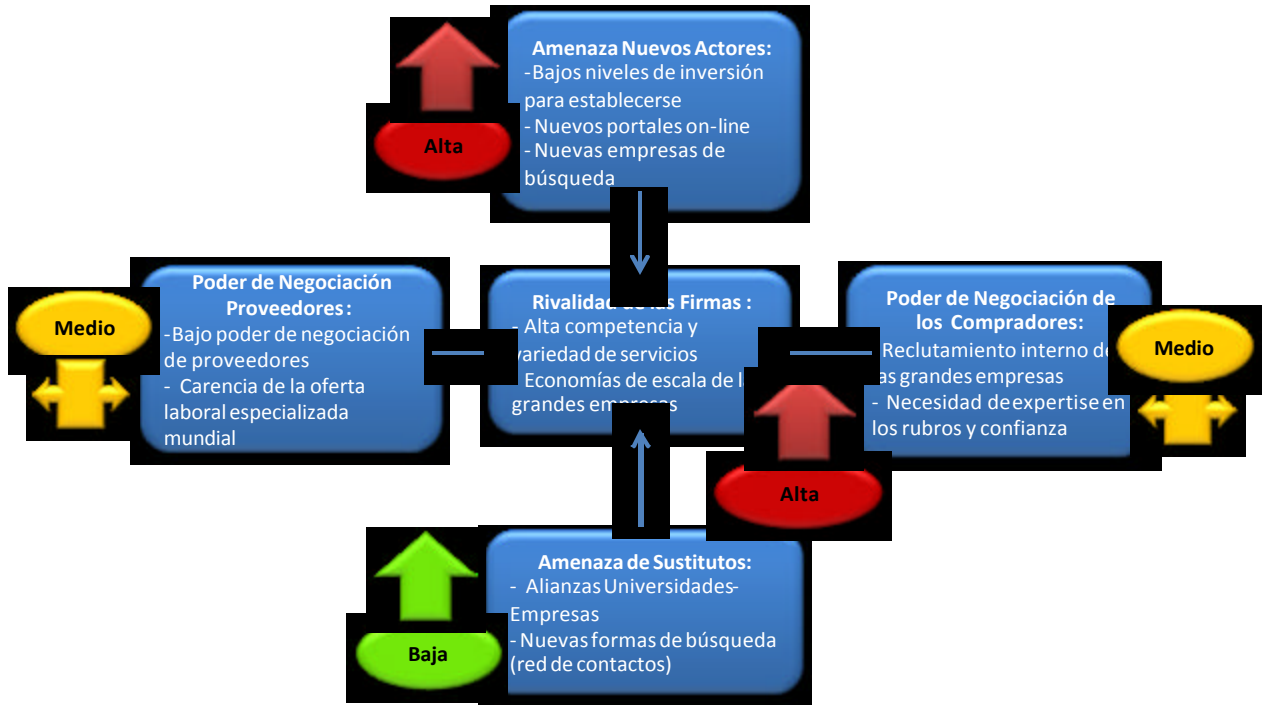 Amenaza Nuevos Actores:
-Bajos niveles de inversión
para establecerse
- Nuevos portales on-line
- Nuevas empresas de
búsqueda
Alta
Poder de Negociación
Proveedores:
-Bajo poder de negociación
de proveedores
- Carencia de la oferta
laboral especializada
mundial
Medio
Rivalidad de las Firmas :
- Alta competencia y
variedad de servicios
Economías de escala de
grandes empresas
Alta
Poder de Negociación de
los Compradores:
Reclutamiento interno
grandes empresas
- Necesidad de expertise en
los rubros y confianza
Medio
Amenaza de Sustitutos:
- Alianzas Universidades-
Empresas
- Nuevas formas de búsqueda
(red de contactos)
Baja